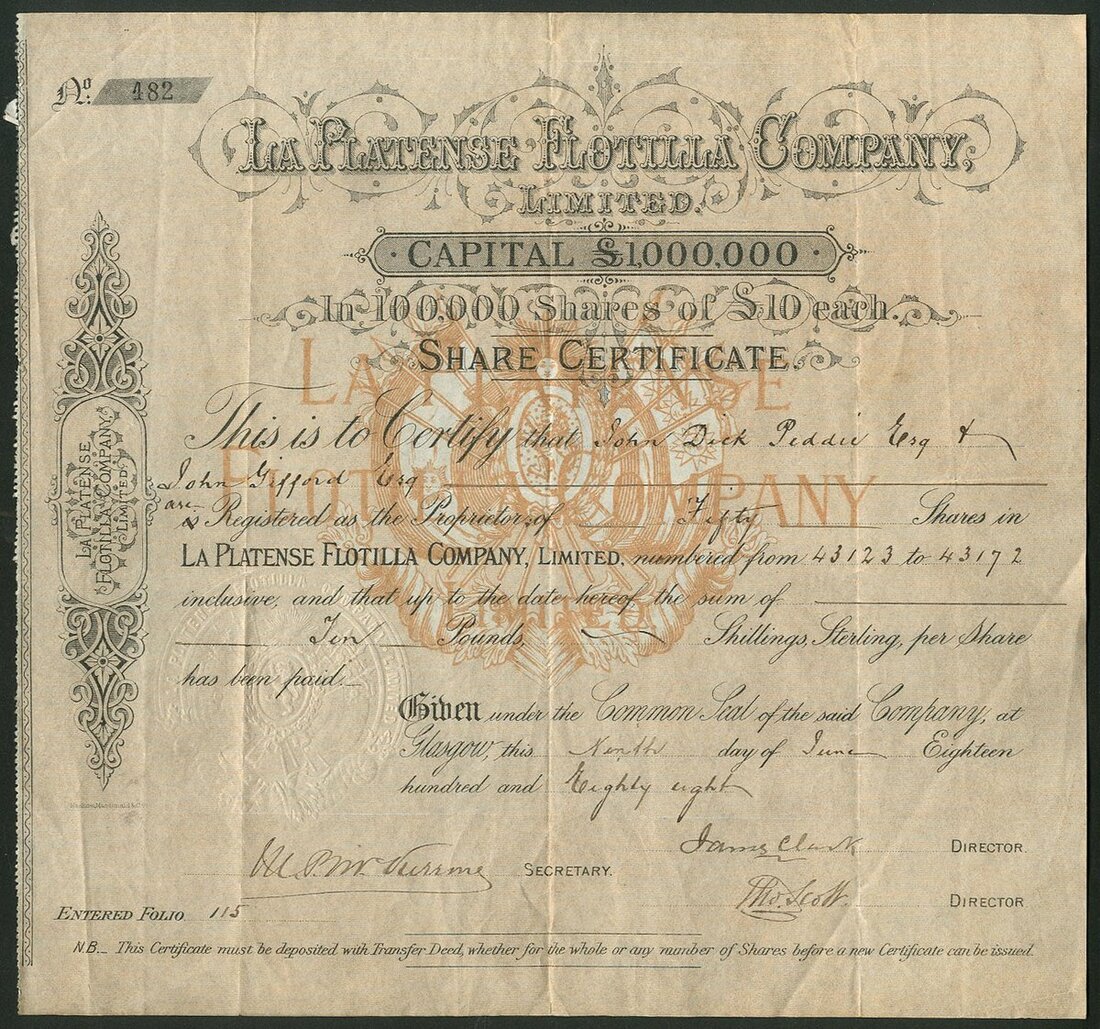 No. 482
LA PLATENSE FLOTILLA COMPANY,
LIMITED.
CAPITAL £1,000,000
In 100,000 Shares of £10 each.
SHARE CERTIFICATE.
LA PLATENSE
FLOTILLA COMPANY
LIMITED
This is to Certify that John Dick Peddie Esq &
John Gifford Esq
are
Registered as the Proprietors of Fifty Shares in
LA PLATENSE FLOTILLA COMPANY, LIMITED, numbered from 43123 to 43172
inclusive, and that up to the date hereof the sum of
Ten Pounds, Shillings, Sterling, per Share
has been paid.
Given under the Common Seal of the said Company, at
Glasgow, this Ninth day of June Eighteen
hundred and Eighty eight
LA PLATENSE
FLOTILLA COMPANY,
LIMITED.
James Clark DIRECTOR.
SECRETARY.
Tho. Scott DIRECTOR.
ENTERED FOLIO 115
N.B._ This Certificate must be deposited with Transfer Deed, whether for the whole or any number of Shares before a new Certificate can be issued.